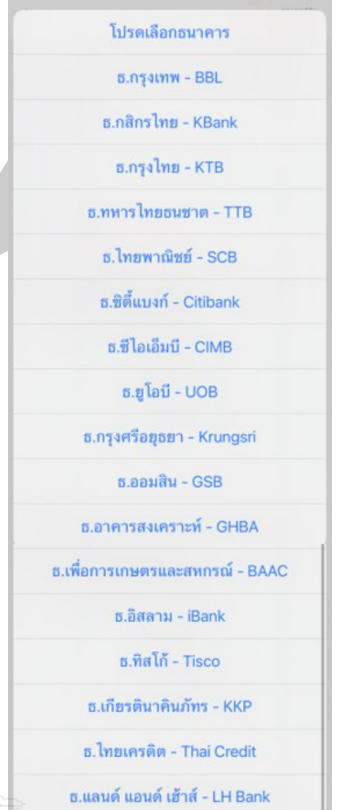 โปรดเลือกธนาคาร
ธ.กรุงเทพ - BBL
ธ.กสิกรไทย - KBank
ธ.กรุงไทย - KTB
ธ.ทหารไทยธนชาต - TTB
ธ.ไทยพาณิชย์ - SCB
ธ.ซิตี้แบงก์ - Citibank
ธ.ซีไอเอ็มบี - CIMB
ธ.ยูโอบี - UOB
ธ.กรุงศรีอยุธยา - Krungsri
ธ.ออมสิน - GSB
ธ.อาคารสงเคราะห์ - GHBA
ธ.เพื่อการเกษตรและสหกรณ์ - BAAC
ธ.อิสลาม - iBank
ธ.ทิสโก้ - Tisco
ธ.เกียรตินาคินภัทร - KKP
ธ.ไทยเครดิต - Thai Credit
ธ.แลนด์ แอนด์ เฮ้าส์ - LH Bank